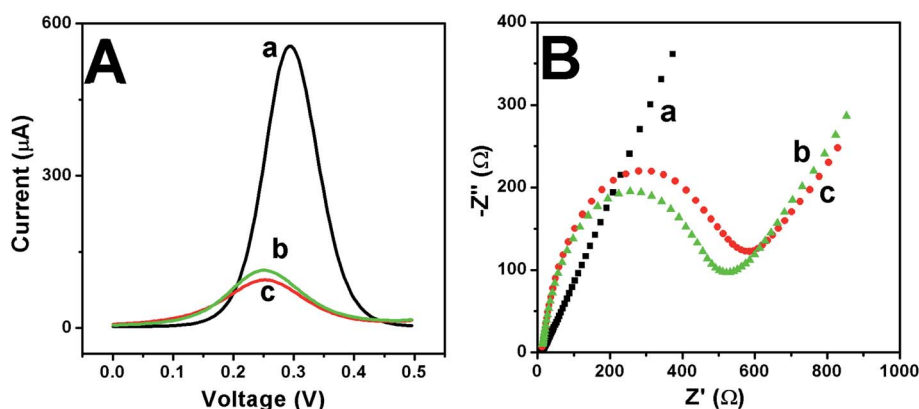 A
600
300
0
Current (μA)
a
b
c
0.0 0.1 0.2 0.3 0.4 0.5
Voltage (V)
B
400
300
200
100
0
-Z'' (Ω)
a
b
c
0 200 400 600 800 1000
Z' (Ω)